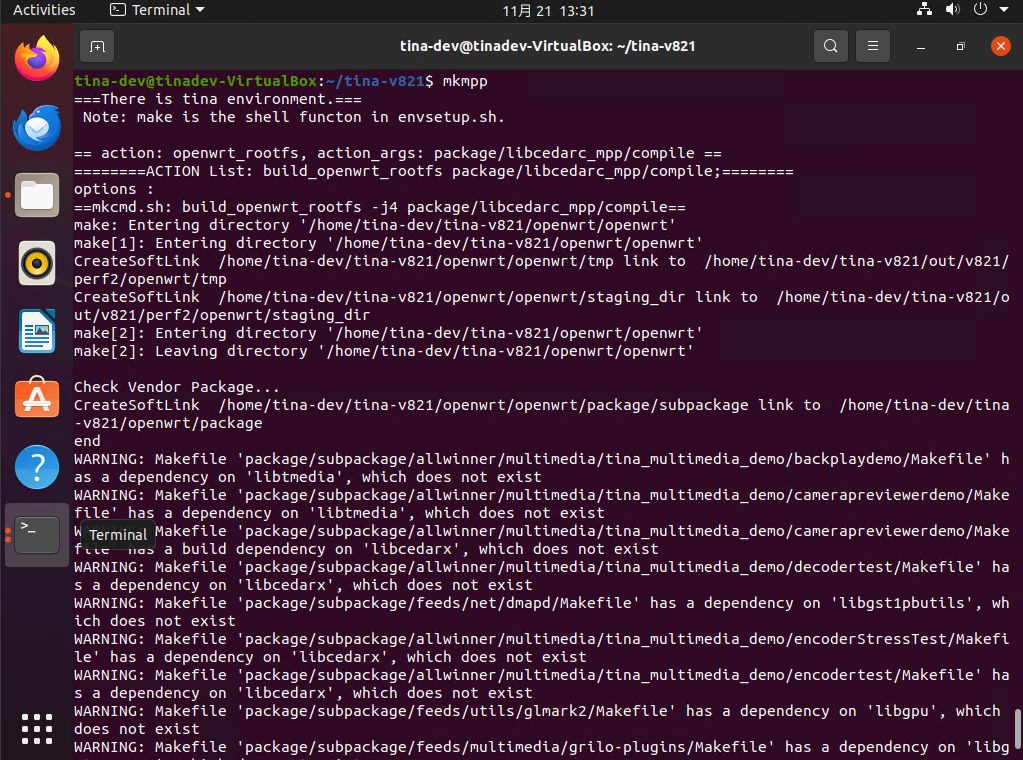 Activities
Terminal
11月 21 13:31
tina-dev@tinadev-VirtualBox: ~/tina-v821
tina-dev@tinadev-VirtualBox:~/tina-v821$ mkmpp
===There is tina environment.===
 Note: make is the shell functon in envsetup.sh.
== action: openwrt_rootfs, action_args: package/libcedarc_mpp/compile ==
========ACTION List: build_openwrt_rootfs package/libcedarc_mpp/compile;========
options :
==mkcmd.sh: build_openwrt_rootfs -j4 package/libcedarc_mpp/compile==
make: Entering directory '/home/tina-dev/tina-v821/openwrt/openwrt'
make[1]: Entering directory '/home/tina-dev/tina-v821/openwrt/openwrt'
CreateSoftLink  /home/tina-dev/tina-v821/openwrt/openwrt/tmp link to  /home/tina-dev/tina-v821/out/v821/
perf2/openwrt/tmp
CreateSoftLink  /home/tina-dev/tina-v821/openwrt/openwrt/staging_dir link to  /home/tina-dev/tina-v821/o
ut/v821/perf2/openwrt/staging_dir
make[2]: Entering directory '/home/tina-dev/tina-v821/openwrt/openwrt'
make[2]: Leaving directory '/home/tina-dev/tina-v821/openwrt/openwrt'
Check Vendor Package...
CreateSoftLink  /home/tina-dev/tina-v821/openwrt/openwrt/package/subpackage link to  /home/tina-dev/tina
-v821/openwrt/package
end
WARNING: Makefile 'package/subpackage/allwinner/multimedia/tina_multimedia_demo/backplaydemo/Makefile' h
as a dependency on 'libtmedia', which does not exist
WARNING: Makefile 'package/subpackage/allwinner/multimedia/tina_multimedia_demo/camerapreviewerdemo/Make
file' has a dependency on 'libtmedia', which does not exist
Makefile 'package/subpackage/allwinner/multimedia/tina_multimedia_demo/camerapreviewerdemo/Make
Terminal
file' has a build dependency on 'libcedarx', which does not exist
WARNING: Makefile 'package/subpackage/allwinner/multimedia/tina_multimedia_demo/decodertest/Makefile' ha
s a dependency on 'libcedarx', which does not exist
WARNING: Makefile 'package/subpackage/feeds/net/dmapd/Makefile' has a dependency on 'libgst1pbutils', wh
ich does not exist
WARNING: Makefile 'package/subpackage/allwinner/multimedia/tina_multimedia_demo/encoderStressTest/Makefi
le' has a dependency on 'libcedarx', which does not exist
WARNING: Makefile 'package/subpackage/allwinner/multimedia/tina_multimedia_demo/encodertest/Makefile' ha
s a dependency on 'libcedarx', which does not exist
WARNING: Makefile 'package/subpackage/feeds/utils/glmark2/Makefile' has a dependency on 'libgpu', which
does not exist
WARNING: Makefile 'package/subpackage/feeds/multimedia/grilo-plugins/Makefile' has a dependency on 'libg